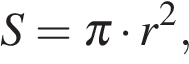 S = π · r²,